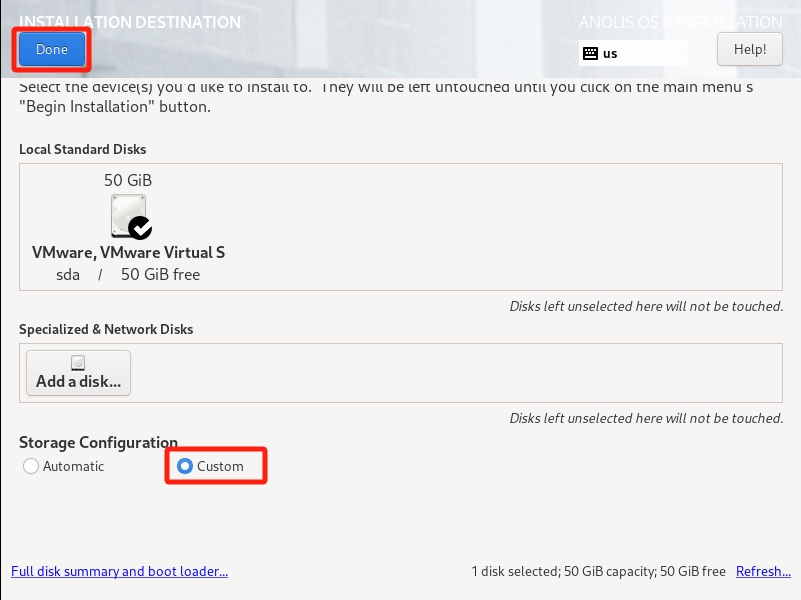 INSTALLATION DESTINATION
ANOLIS OS 8 INSTALLATION
Done
us
Help!
Select the device(s) you'd like to install to.  They will be left untouched until you click on the main menu's
"Begin Installation" button.
Local Standard Disks
50 GiB
VMware, VMware Virtual S
sda / 50 GiB free
Disks left unselected here will not be touched.
Specialized & Network Disks
Add a disk...
Disks left unselected here will not be touched.
Storage Configuration
Automatic
Custom
Full disk summary and boot loader...
1 disk selected; 50 GiB capacity; 50 GiB free
Refresh...